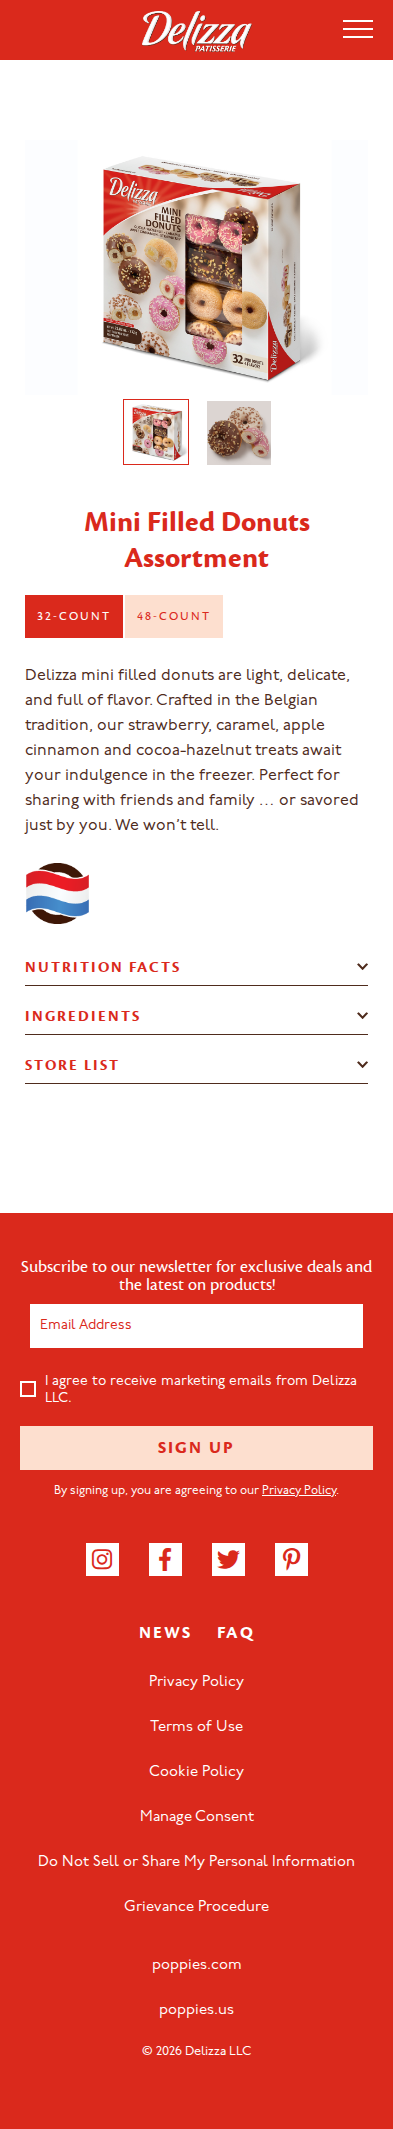 Delizza
PATISSERIE
Delizza
MINI
FILLED
DONUTS
32
Delizza
Mini Filled Donuts
Assortment
32-COUNT 48-COUNT
Delizza mini filled donuts are light, delicate,
and full of flavor. Crafted in the Belgian
tradition, our strawberry, caramel, apple
cinnamon and cocoa-hazelnut treats await
your indulgence in the freezer. Perfect for
sharing with friends and family … or savored
just by you. We won’t tell.
NUTRITION FACTS
INGREDIENTS
STORE LIST
Subscribe to our newsletter for exclusive deals and
the latest on products!
Email Address
I agree to receive marketing emails from Delizza
LLC.
SIGN UP
By signing up, you are agreeing to our Privacy Policy.
NEWS FAQ
Privacy Policy
Terms of Use
Cookie Policy
Manage Consent
Do Not Sell or Share My Personal Information
Grievance Procedure
poppies.com
poppies.us
© 2026 Delizza LLC